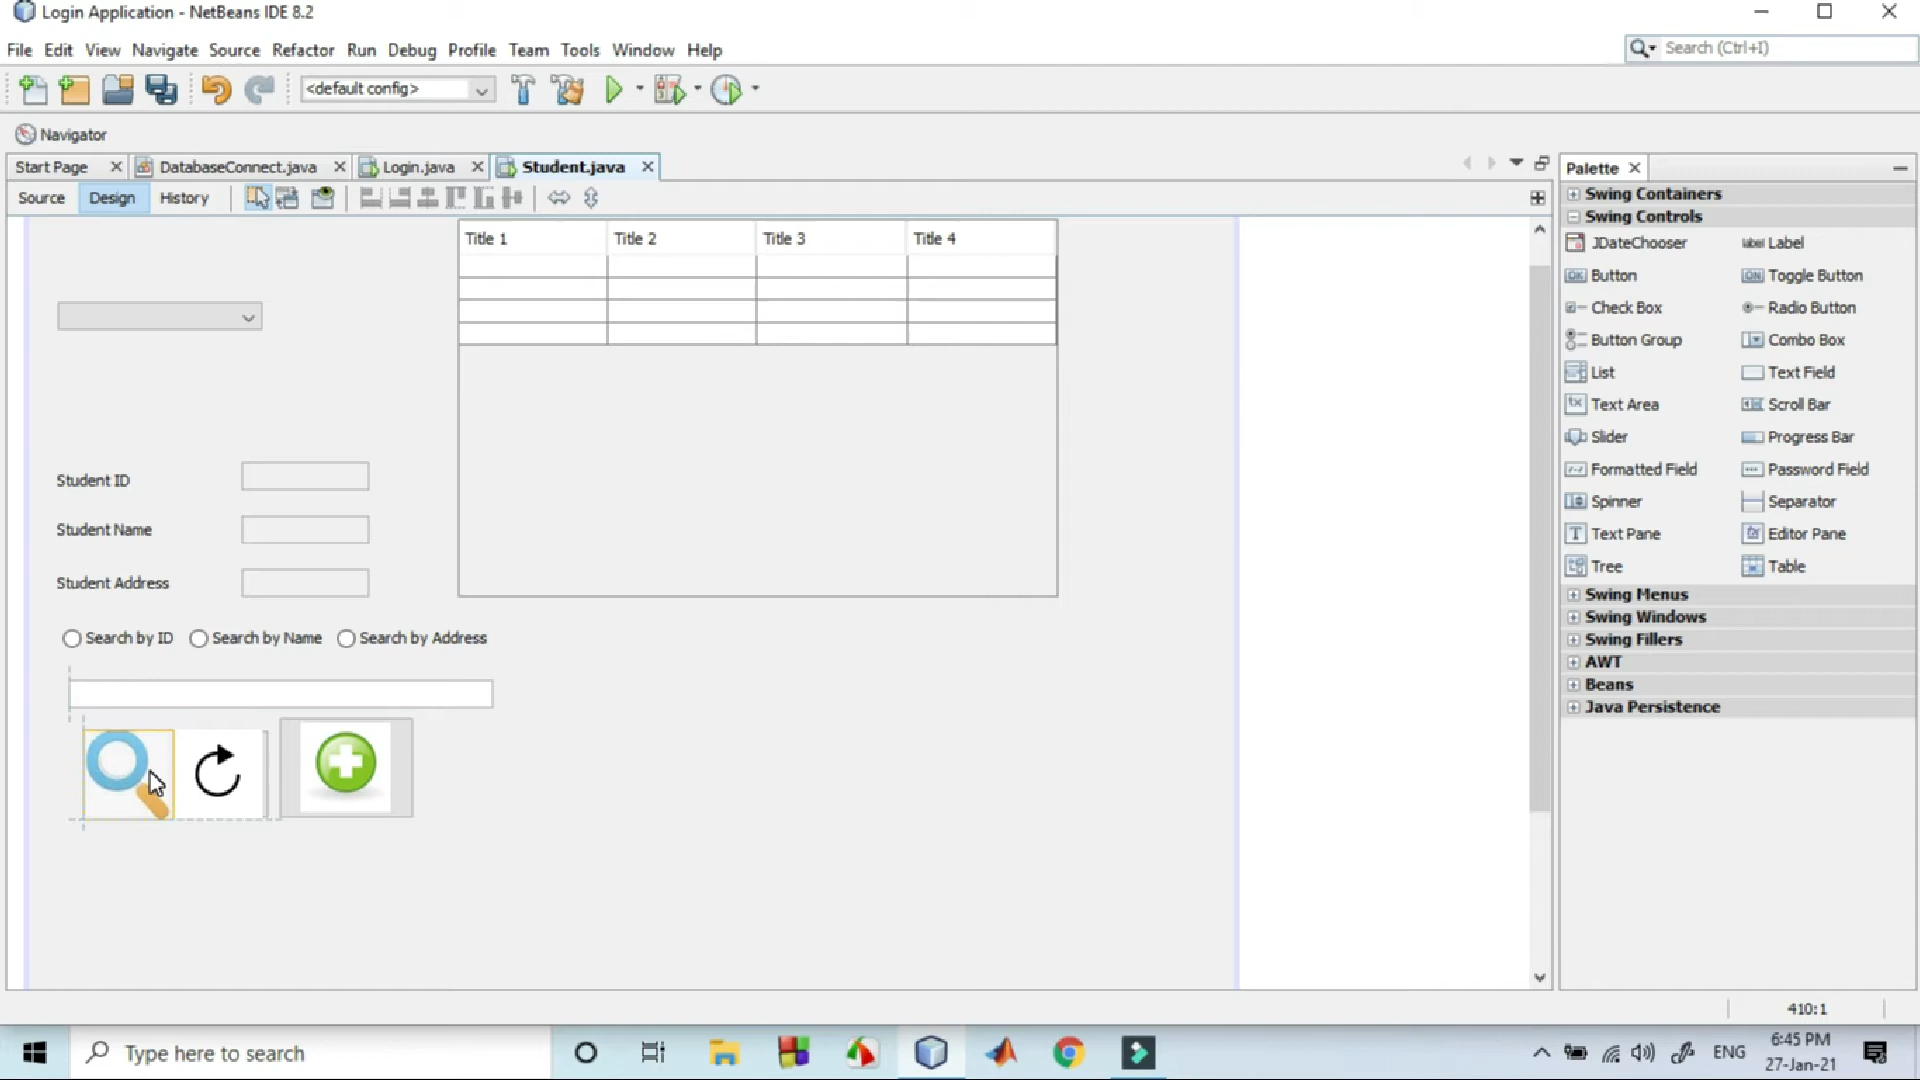 Login Application - NetBeans IDE 8.2
File Edit View Navigate Source Refactor Run Debug Profile Team Tools Window Help
Search (Ctrl+I)
<default config>
Navigator
Start Page
DatabaseConnect.java
Login.java
Student.java
Source
Design
History
Title 1
Title 2
Title 3
Title 4
Student ID
Student Name
Student Address
Search by ID
Search by Name
Search by Address
Palette
Swing Containers
Swing Controls
JDateChooser
label Label
OK Button
ON Toggle Button
Check Box
Radio Button
Button Group
Combo Box
List
Text Field
Text Area
Scroll Bar
Slider
Progress Bar
Formatted Field
Password Field
Spinner
Separator
T Text Pane
Editor Pane
Tree
Table
Swing Menus
Swing Windows
Swing Fillers
AWT
Beans
Java Persistence
410:1
Type here to search
ENG
6:45 PM
27-Jan-21